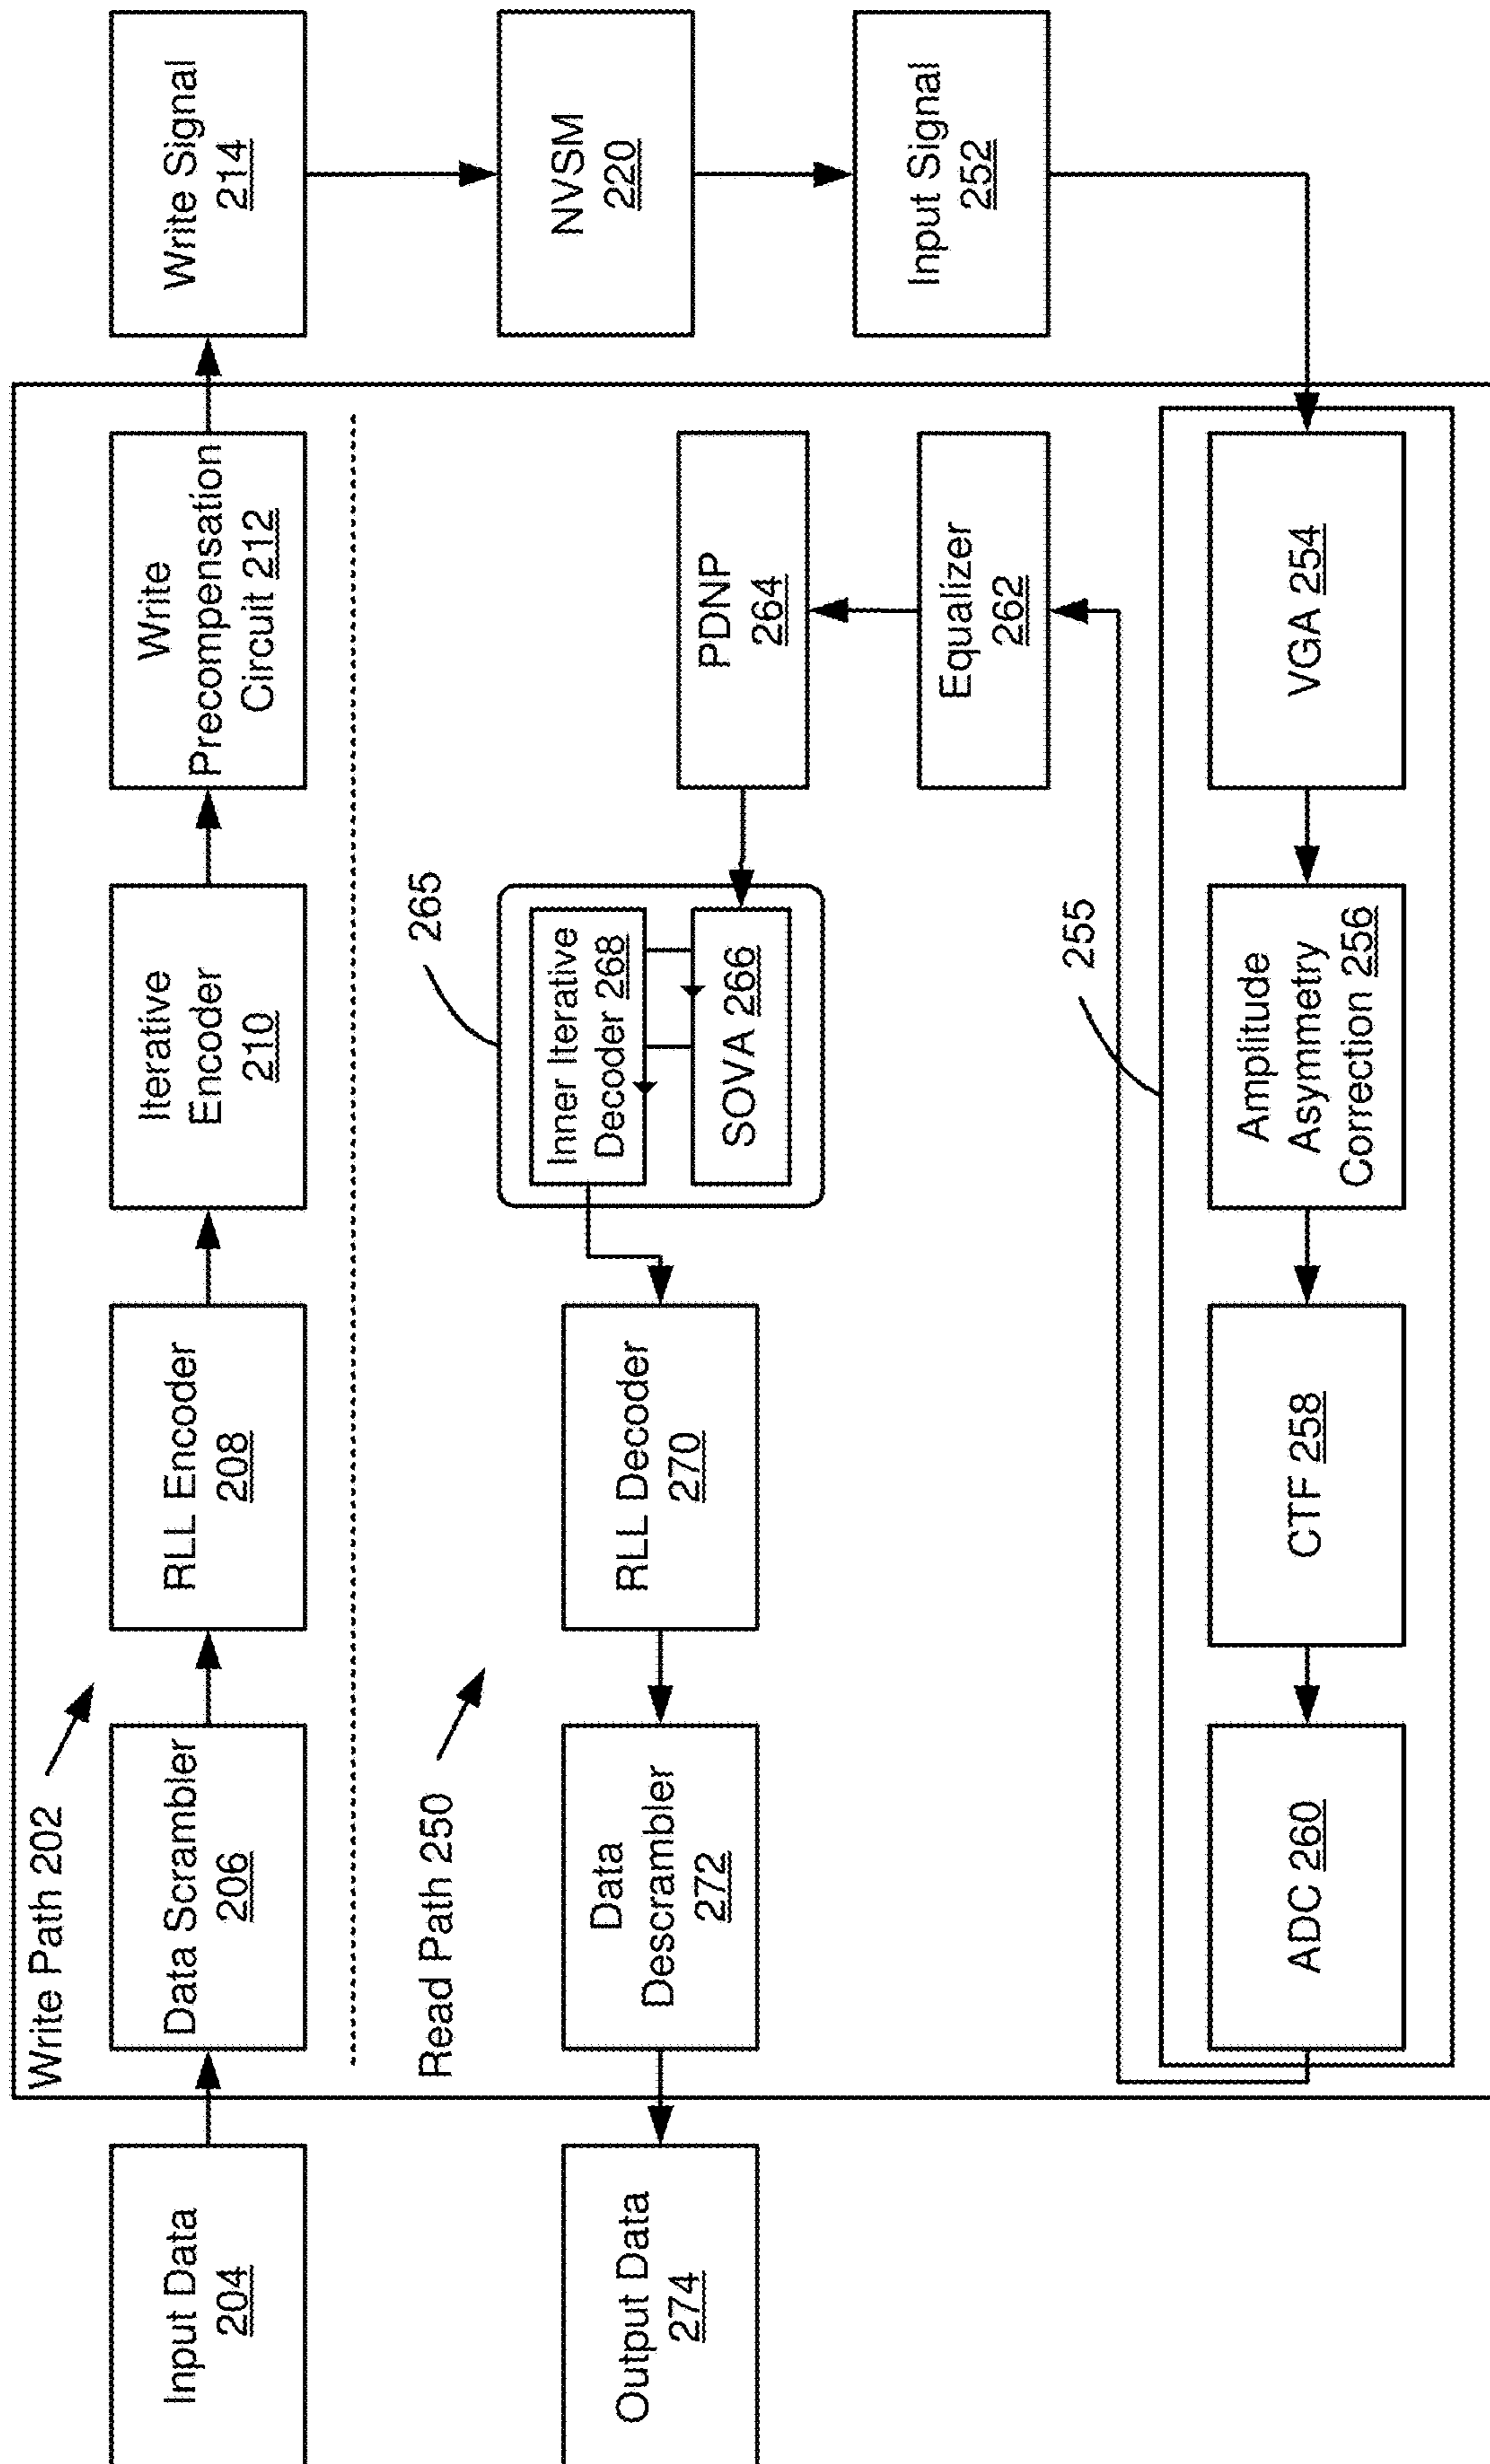 Write Path 202
Input Data
204
Data Scrambler
206
RLL Encoder
208
Iterative
Encoder
210
Write
Precompensation
Circuit 212
Write Signal
214
NVSM
220
Input Signal
252
Read Path 250
Output Data
274
Data
Descrambler
272
RLL Decoder
270
265
Inner Iterative
Decoder 268
SOVA 266
PDNP
264
Equalizer
262
255
ADC 260
CTF 258
Amplitude
Asymmetry
Correction 256
VGA 254